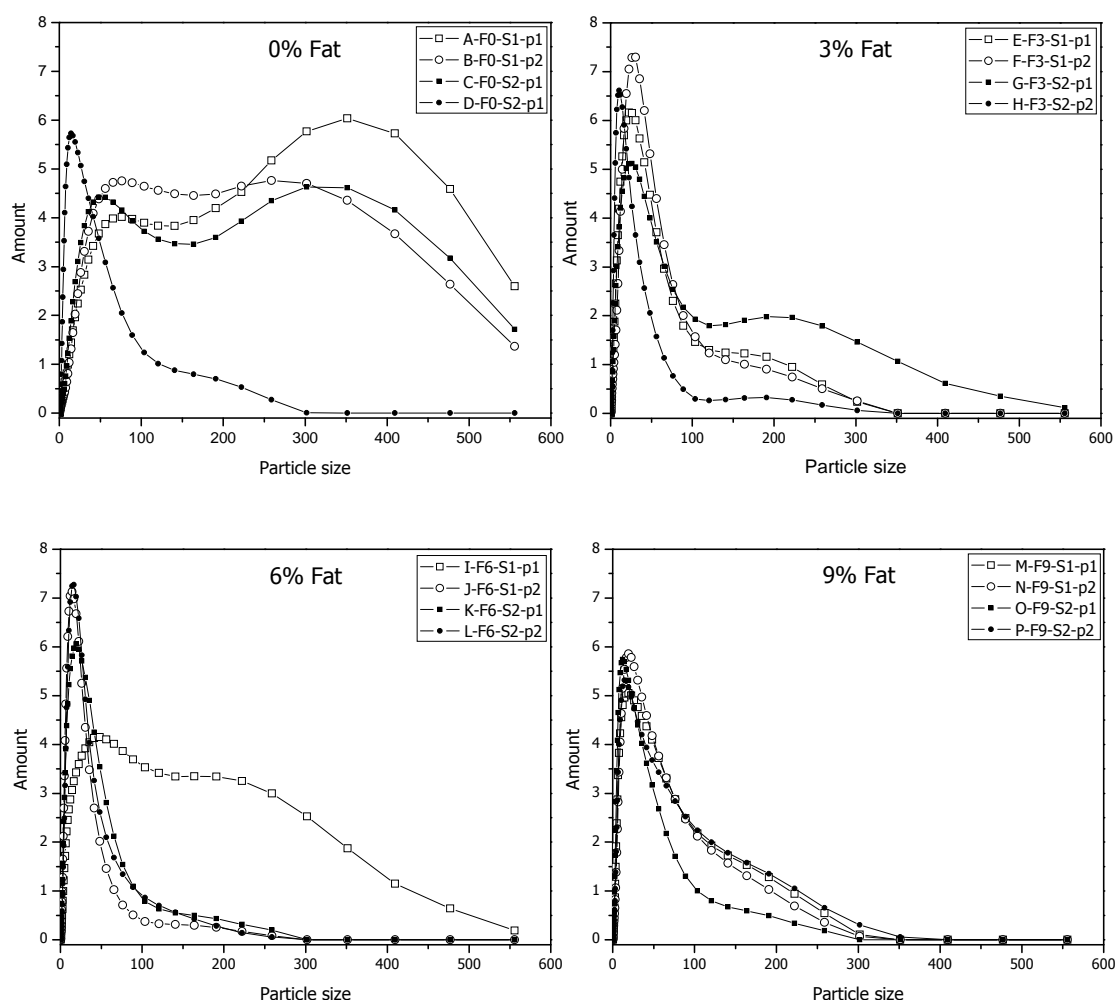 0% Fat
A-F0-S1-p1
B-F0-S1-p2
C-F0-S2-p1
D-F0-S2-p1
Amount
8
7
6
5
4
3
2
1
0
0 100 200 300 400 500 600
Particle size
3% Fat
E-F3-S1-p1
F-F3-S1-p2
G-F3-S2-p1
H-F3-S2-p2
Amount
8
7
6
5
4
3
2
1
0
0 100 200 300 400 500 600
Particle size
6% Fat
I-F6-S1-p1
J-F6-S1-p2
K-F6-S2-p1
L-F6-S2-p2
Amount
8
7
6
5
4
3
2
1
0
0 100 200 300 400 500 600
Particle size
9% Fat
M-F9-S1-p1
N-F9-S1-p2
O-F9-S2-p1
P-F9-S2-p2
Amount
8
7
6
5
4
3
2
1
0
0 100 200 300 400 500 600
Particle size